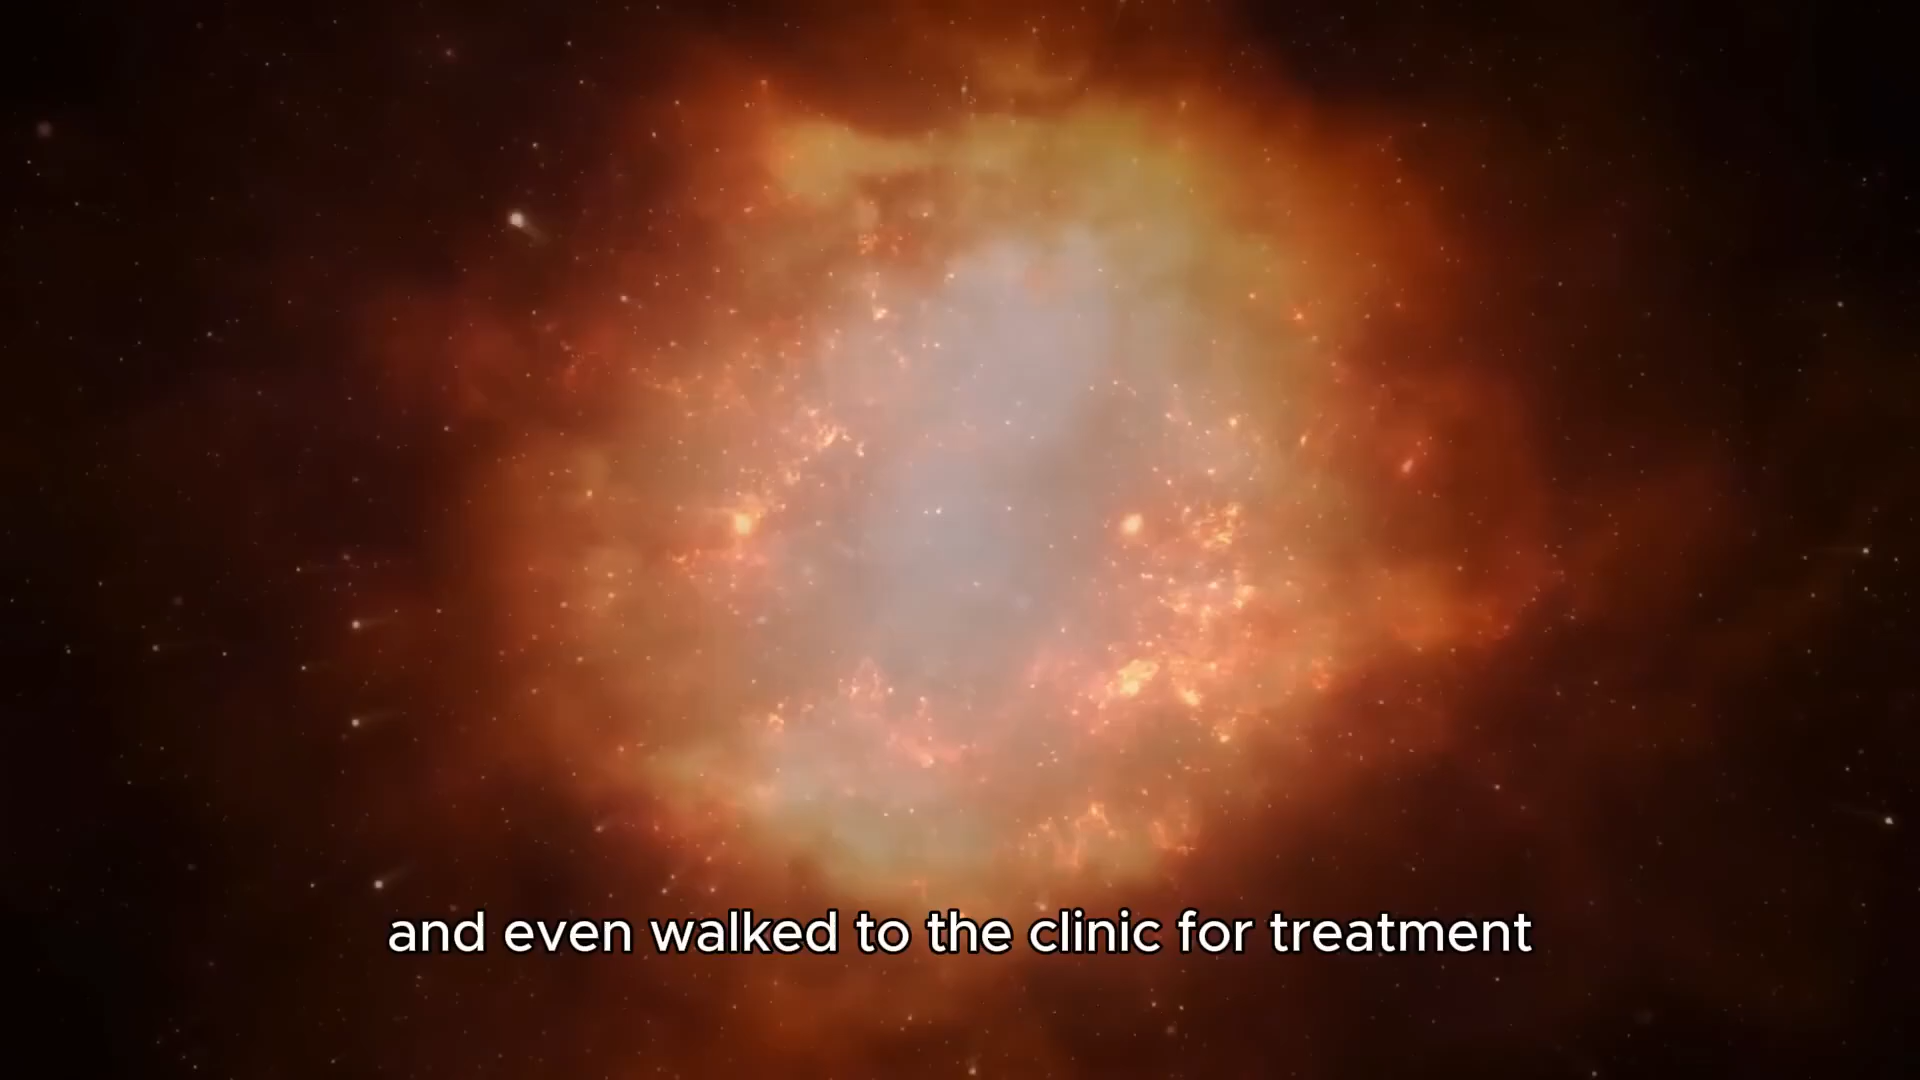 and even walked to the clinic for treatment